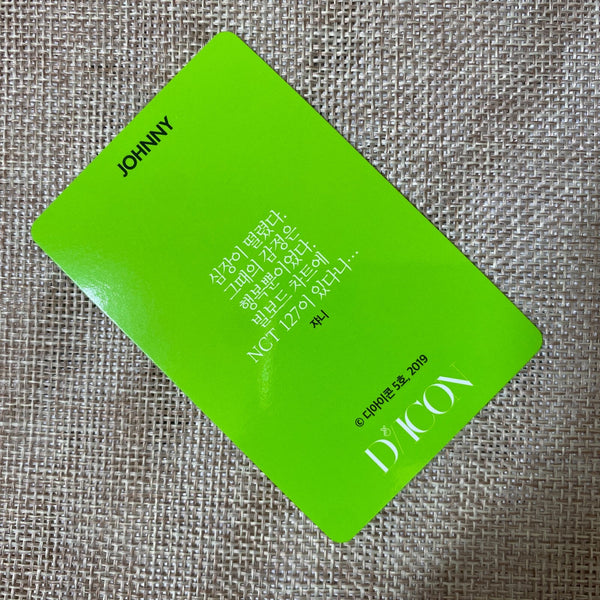 JOHNNY
심장이 떨렸다.
그때의 감정은
행복뿐이었다.
빌보드 차트에
NCT 127이 있다니...
쟈니
© 디아이콘 5호, 2019
D/ICON